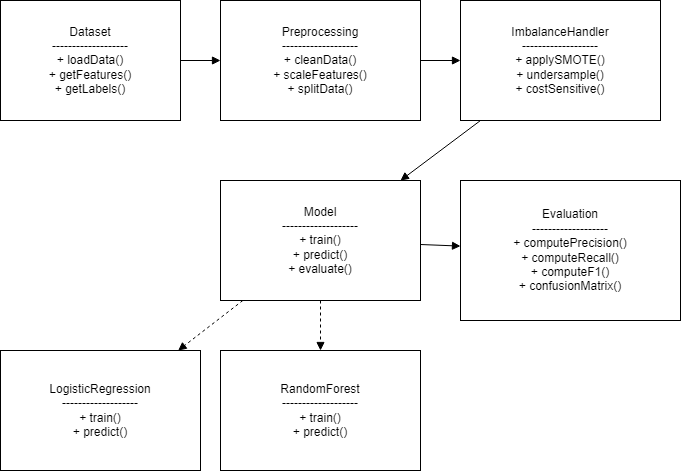 Dataset
-------------------
+ loadData()
+ getFeatures()
+ getLabels()
Preprocessing
-------------------
+ cleanData()
+ scaleFeatures()
+ splitData()
ImbalanceHandler
-------------------
+ applySMOTE()
+ undersample()
+ costSensitive()
Model
-------------------
+ train()
+ predict()
+ evaluate()
Evaluation
-------------------
+ computePrecision()
+ computeRecall()
+ computeF1()
+ confusionMatrix()
LogisticRegression
-------------------
+ train()
+ predict()
RandomForest
-------------------
+ train()
+ predict()